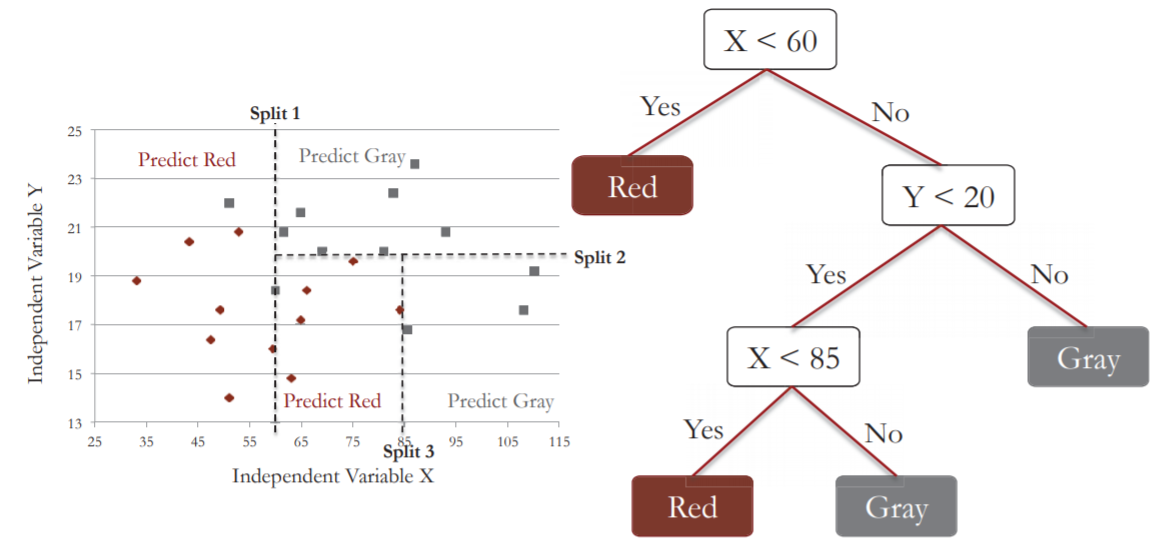 Split 1
25
23
21
19
17
15
13
Independent Variable Y
Predict Red
Predict Gray
Split 2
Predict Red
Predict Gray
25 35 45 55 65 75 85 95 105 115
Split 3
Independent Variable X
X < 60
Yes
No
Red
Y < 20
Yes
No
X < 85
Gray
Yes
No
Red
Gray